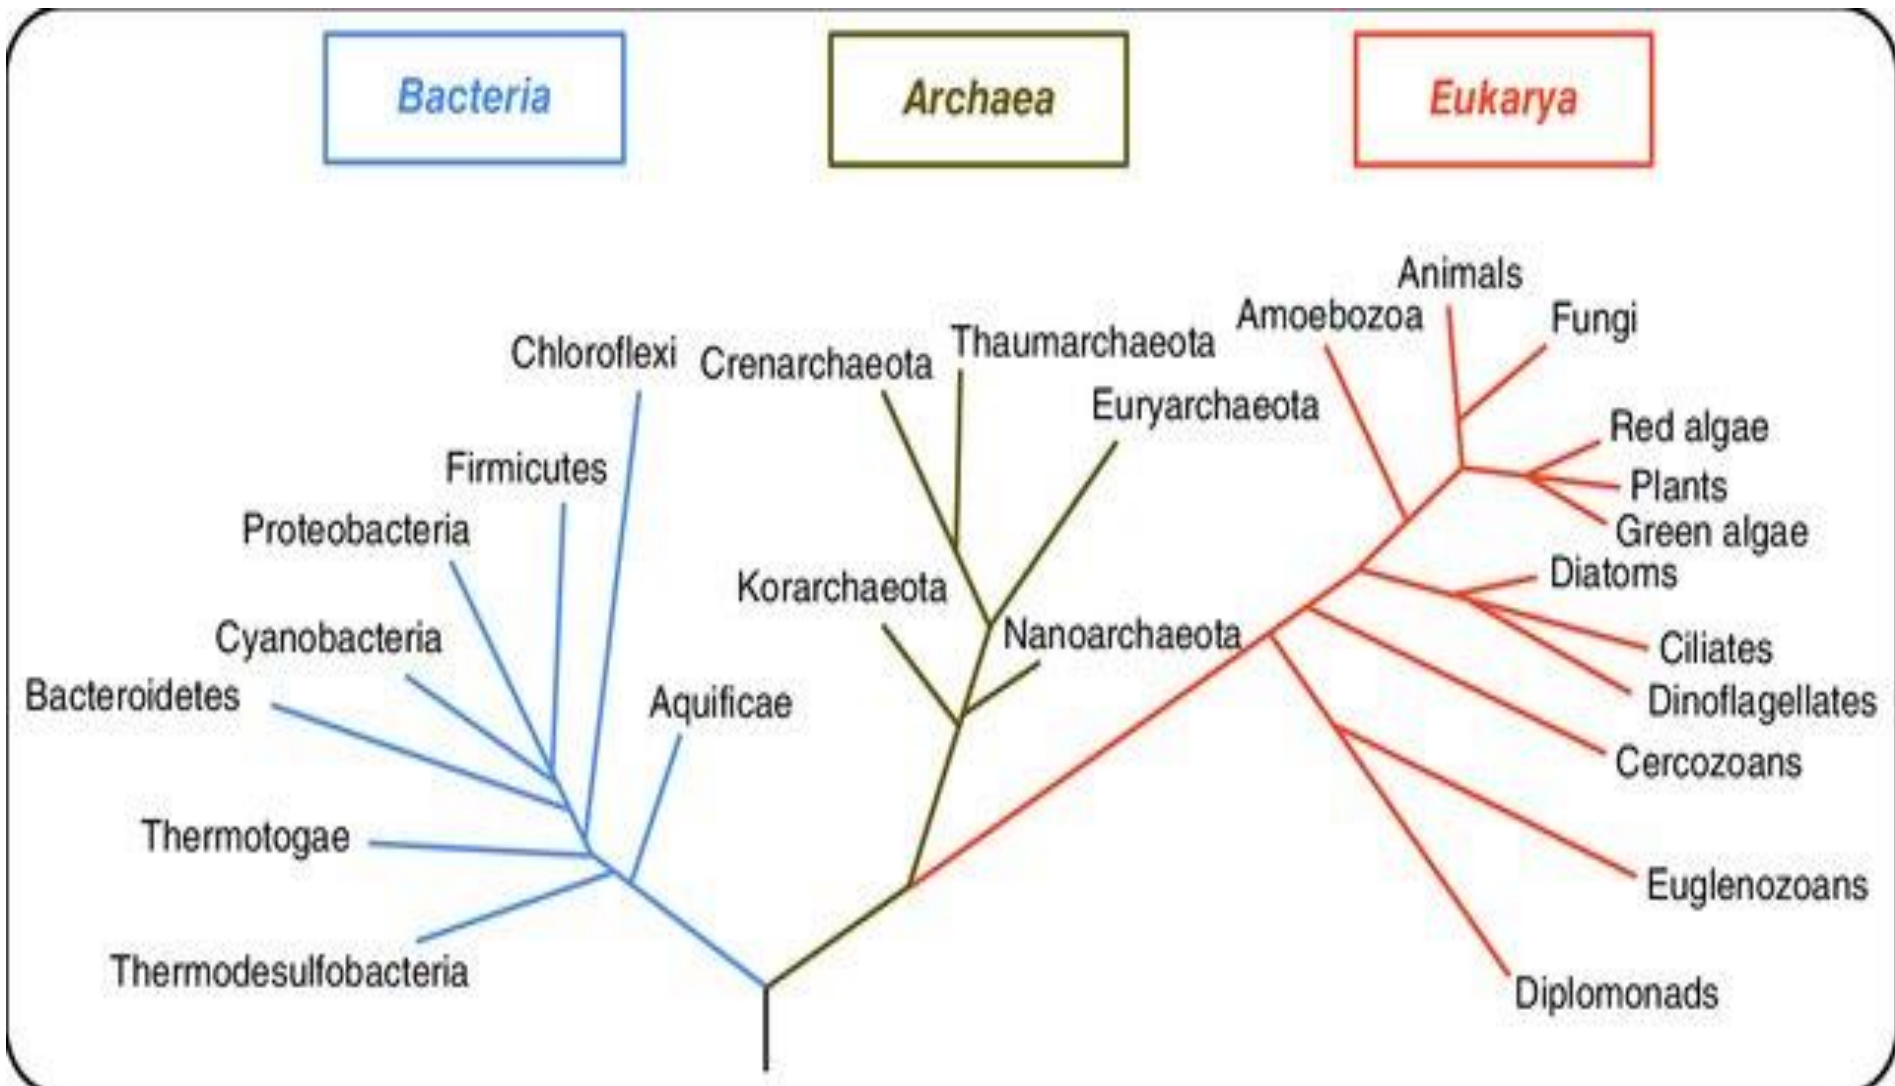 Bacteria
Archaea
Eukarya
Animals
Amoebozoa
Fungi
Chloroflexi
Crenarchaeota
Thaumarchaeota
Euryarchaeota
Red algae
Firmicutes
Plants
Proteobacteria
Green algae
Korarchaeota
Diatoms
Cyanobacteria
Nanoarchaeota
Ciliates
Bacteroidetes
Aquificae
Dinoflagellates
Cercozoans
Thermotogae
Euglenozoans
Thermodesulfobacteria
Diplomonads